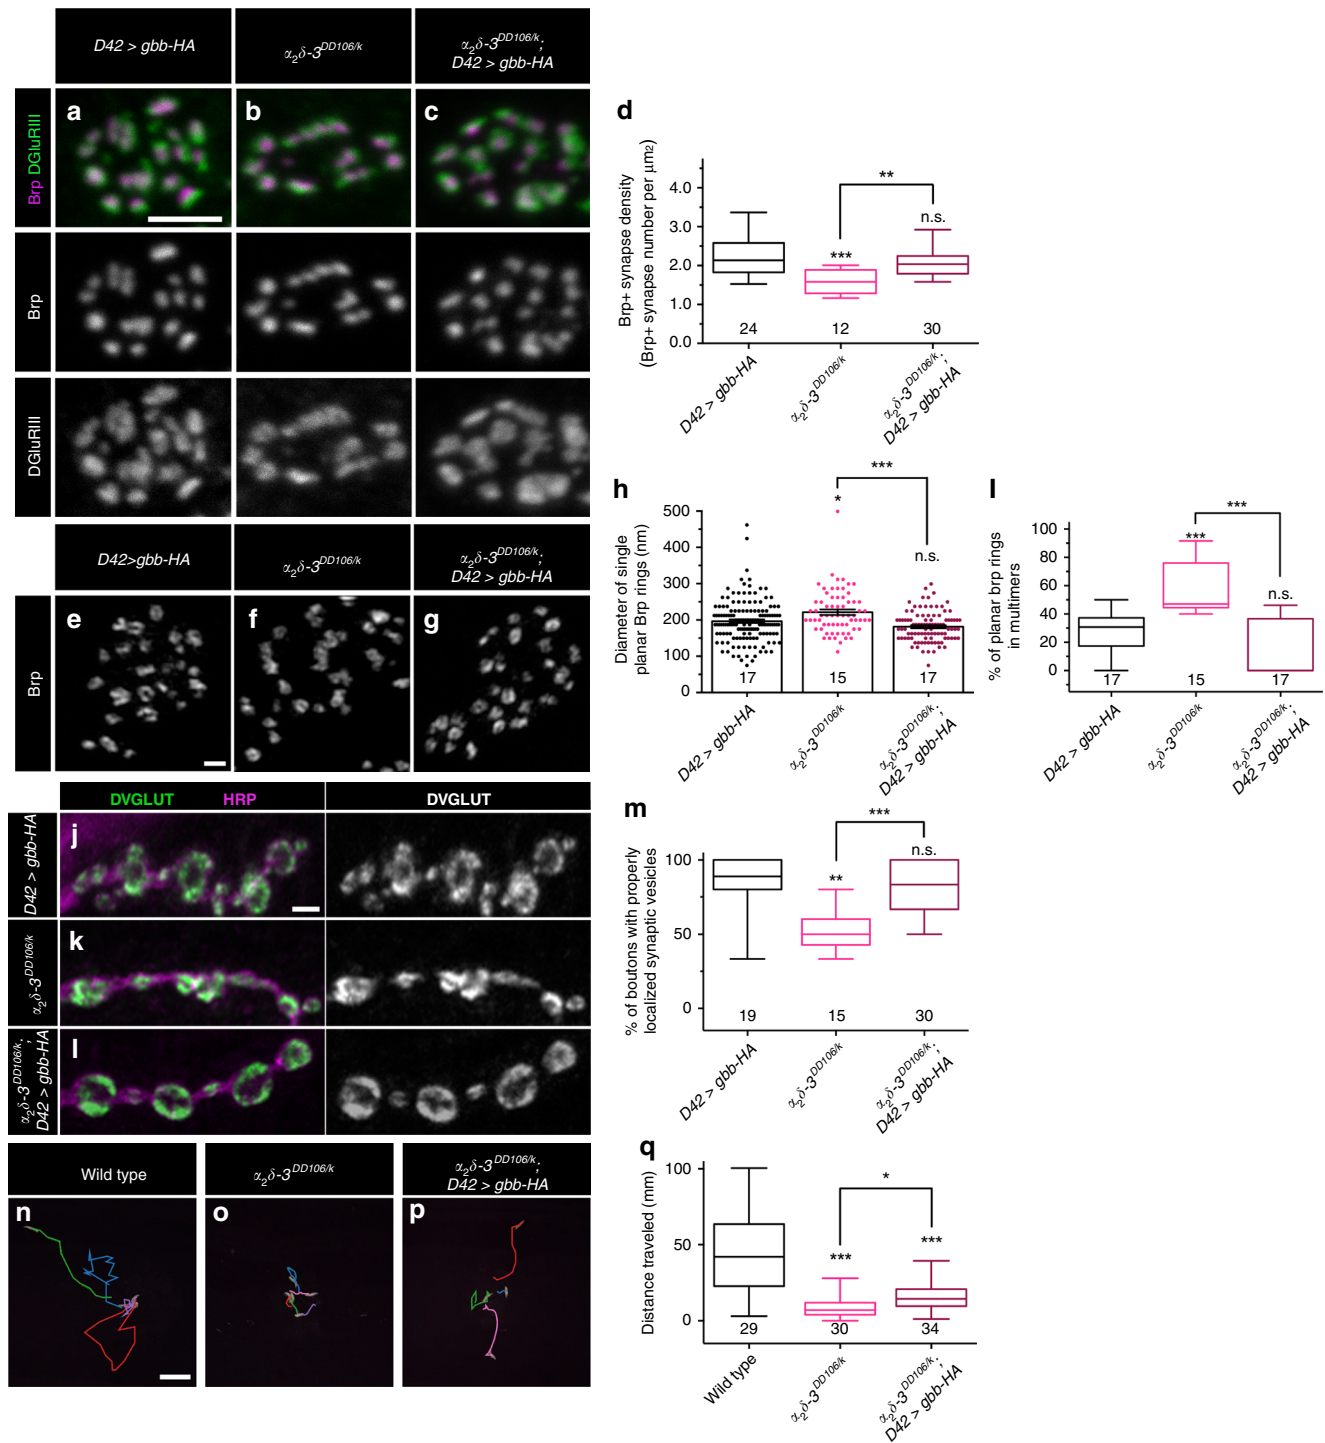 D42 > gbb-HA
α2δ-3DD106/k
α2δ-3DD106/k;
D42 > gbb-HA
Brp DGluRIII
a
b
c
Brp
DGluRIII
d
Brp+ synapse density
(Brp+ synapse number per μm2)
4.0
3.0
2.0
1.0
0.0
**
***
n.s.
24
12
30
D42 > gbb-HA
α2δ-3DD106/k
α2δ-3DD106/k;
D42 > gbb-HA
D42>gbb-HA
α2δ-3DD106/k
α2δ-3DD106/k;
D42 > gbb-HA
Brp
e
f
g
h
Diameter of single
planar Brp rings (nm)
500
400
300
200
100
0
***
*
n.s.
17
15
17
D42 > gbb-HA
α2δ-3DD106/k
α2δ-3DD106/k;
D42 > gbb-HA
I
% of planar brp rings
in multimers
100
80
60
40
20
0
***
***
n.s.
17
15
17
D42 > gbb-HA
α2δ-3DD106/k
α2δ-3DD106/k;
D42 > gbb-HA
DVGLUT HRP
DVGLUT
D42 > gbb-HA
j
α2δ-3DD106/k
k
α2δ-3DD106/k;
D42 > gbb-HA
l
m
% of boutons with properly
localized synaptic vesicles
100
50
0
***
**
n.s.
19
15
30
D42 > gbb-HA
α2δ-3DD106/k
α2δ-3DD106/k;
D42 > gbb-HA
Wild type
α2δ-3DD106/k
α2δ-3DD106/k;
D42 > gbb-HA
n
o
p
q
Distance traveled (mm)
100
50
0
*
***
***
29
30
34
Wild type
α2δ-3DD106/k
α2δ-3DD106/k;
D42 > gbb-HA